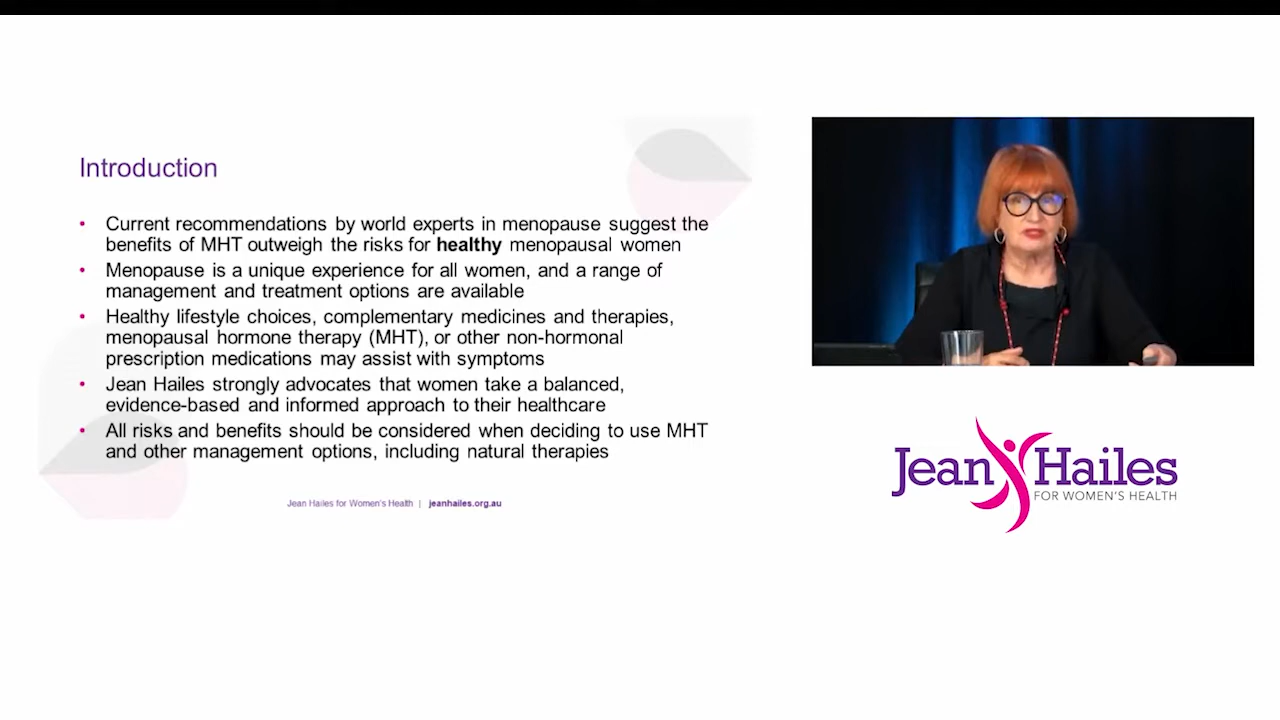 Introduction
• Current recommendations by world experts in menopause suggest the
benefits of MHT outweigh the risks for healthy menopausal women
• Menopause is a unique experience for all women, and a range of
management and treatment options are available
• Healthy lifestyle choices, complementary medicines and therapies,
menopausal hormone therapy (MHT), or other non-hormonal
prescription medications may assist with symptoms
• Jean Hailes strongly advocates that women take a balanced,
evidence-based and informed approach to their healthcare
• All risks and benefits should be considered when deciding to use MHT
and other management options, including natural therapies
Jean Hailes for Women's Health | jeanhailes.org.au
Jean Hailes
FOR WOMEN'S HEALTH